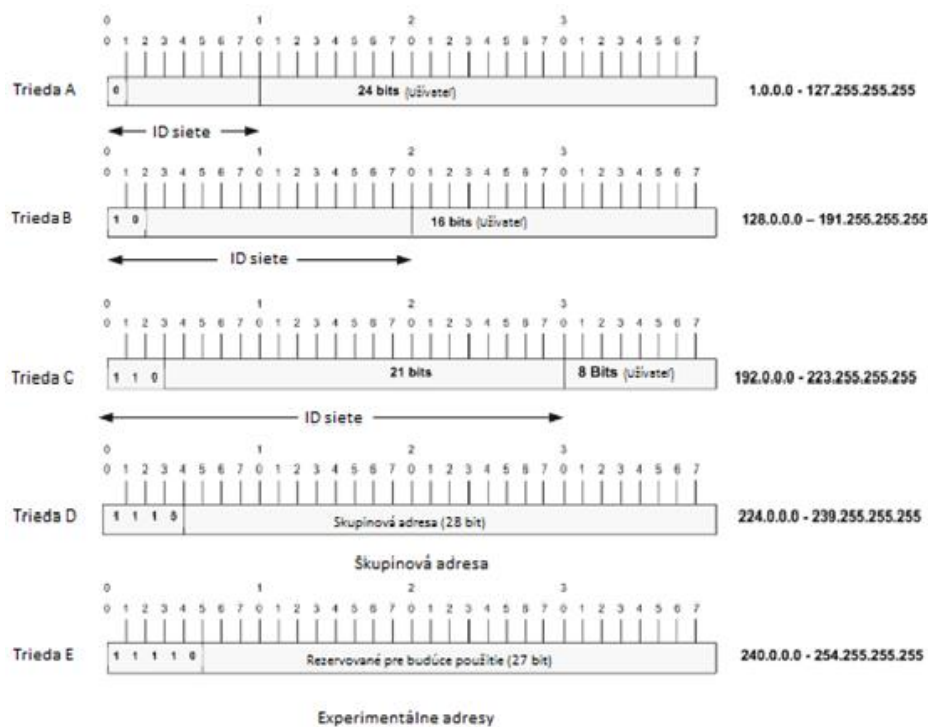 0 1 2 3
0 1 2 3 4 5 6 7 0 1 2 3 4 5 6 7 0 1 2 3 4 5 6 7 0 1 2 3 4 5 6 7
Trieda A 0 24 bits (užívateľ) 1.0.0.0 - 127.255.255.255
ID siete
0 1 2 3
0 1 2 3 4 5 6 7 0 1 2 3 4 5 6 7 0 1 2 3 4 5 6 7 0 1 2 3 4 5 6 7
Trieda B 1 0 16 bits (užívateľ) 128.0.0.0 – 191.255.255.255
ID siete
0 1 2 3
0 1 2 3 4 5 6 7 0 1 2 3 4 5 6 7 0 1 2 3 4 5 6 7 0 1 2 3 4 5 6 7
Trieda C 1 1 0 21 bits 8 Bits (užívateľ) 192.0.0.0 - 223.255.255.255
ID siete
0 1 2 3
0 1 2 3 4 5 6 7 0 1 2 3 4 5 6 7 0 1 2 3 4 5 6 7 0 1 2 3 4 5 6 7
Trieda D 1 1 1 Skupinová adresa (28 bit) 224.0.0.0 - 239.255.255.255
Škupinová adresa
0 1 2 3
0 1 2 3 4 5 6 7 0 1 2 3 4 5 6 7 0 1 2 3 4 5 6 7 0 1 2 3 4 5 6 7
Trieda E 1 1 1 1 0 Rezervované pre budúce použitie (27 bit) 240.0.0.0 - 254.255.255.255
Experimentálne adresy